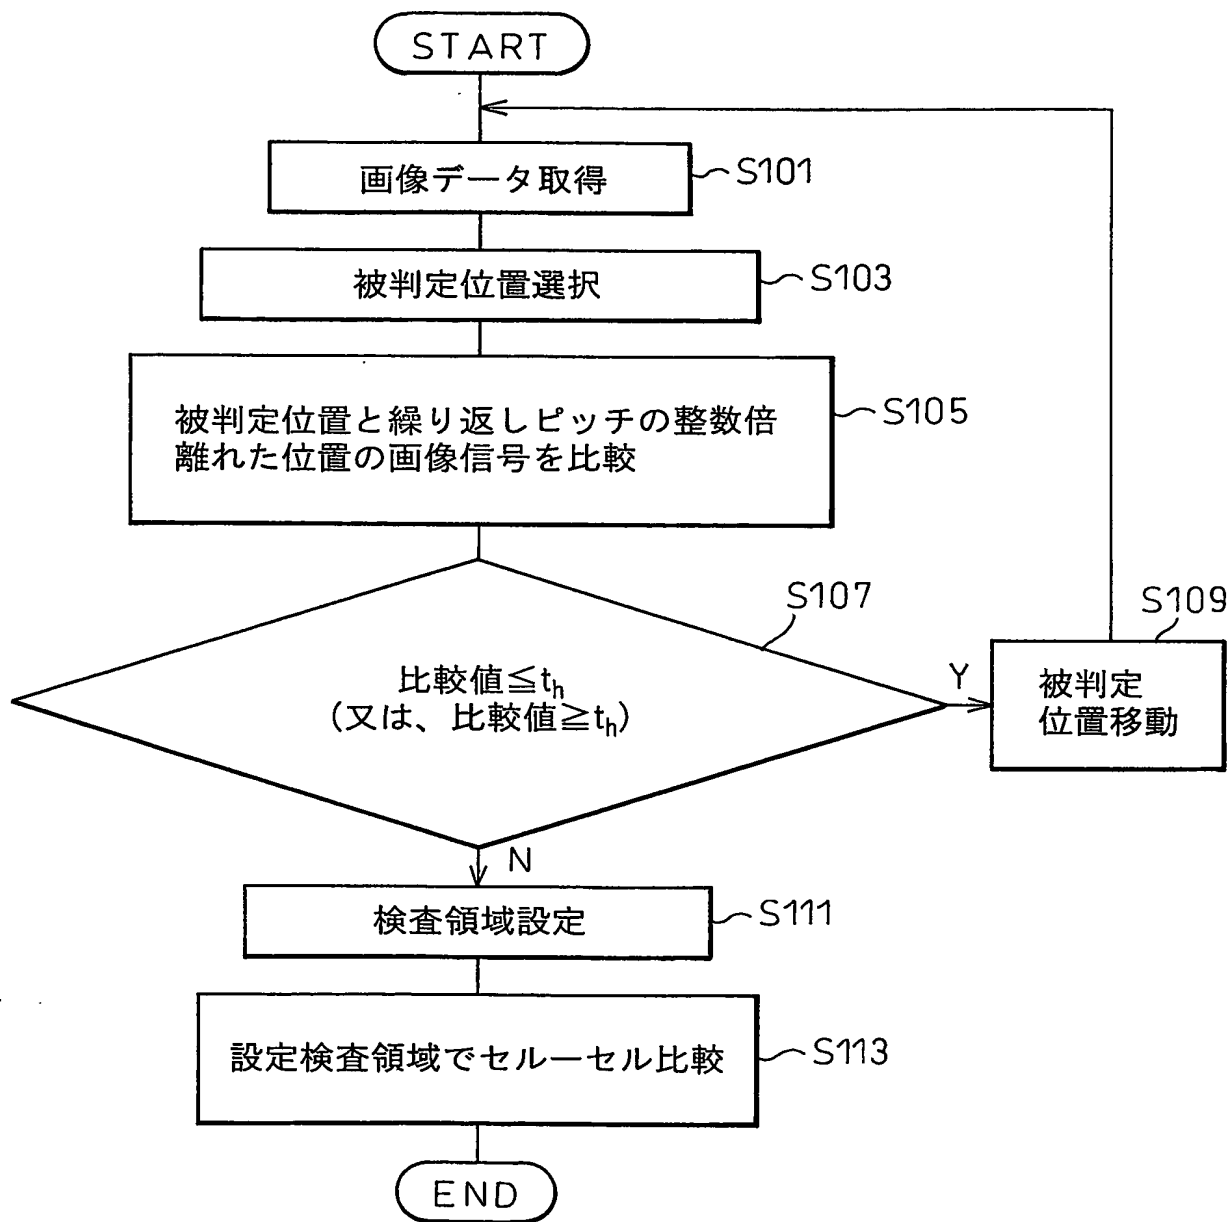 START
画像データ取得
S101
被判定位置選択
S103
被判定位置と繰り返しピッチの整数倍
離れた位置の画像信号を比較
S105
S107
比較値≦th
(又は、比較値≧th)
Y
S109
被判定
位置移動
N
検査領域設定
S111
設定検査領域でセルーセル比較
S113
END